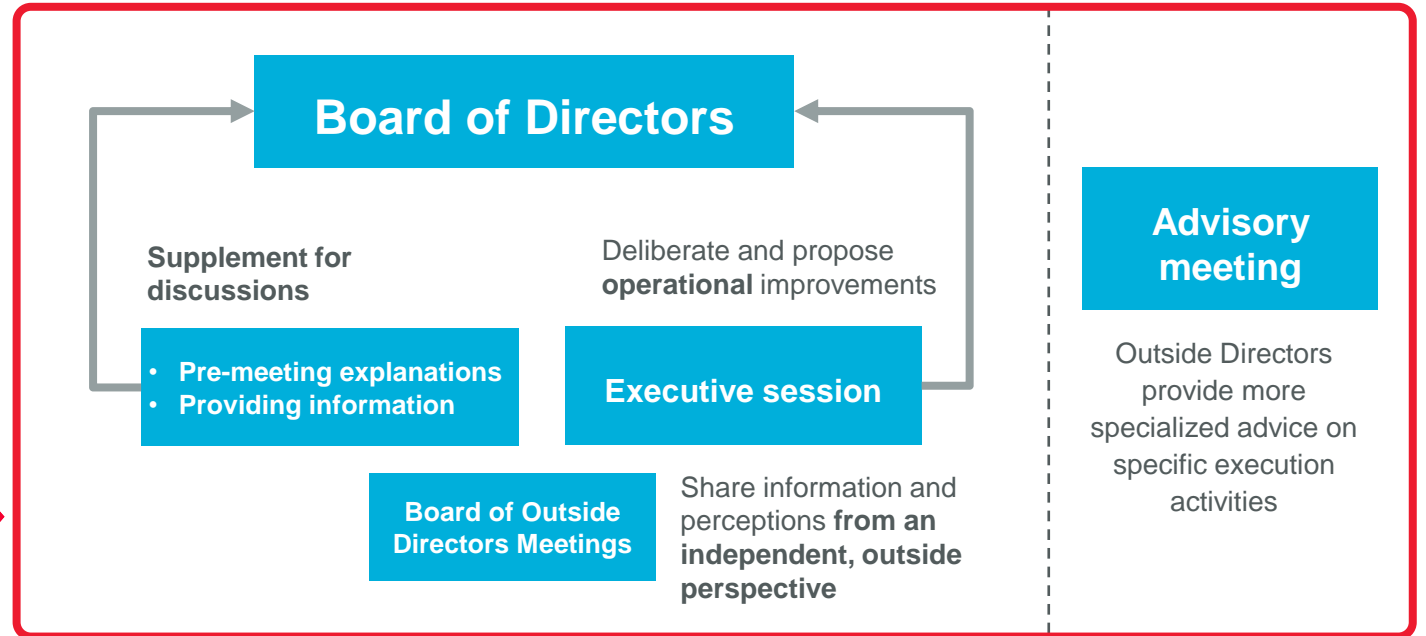 Board of Directors
Supplement for
discussions
• Pre-meeting explanations
• Providing information
Deliberate and propose
operational improvements
Executive session
Board of Outside
Directors Meetings
Share information and
perceptions from an
independent, outside
perspective
Advisory
meeting
Outside Directors
provide more
specialized advice on
specific execution
activities